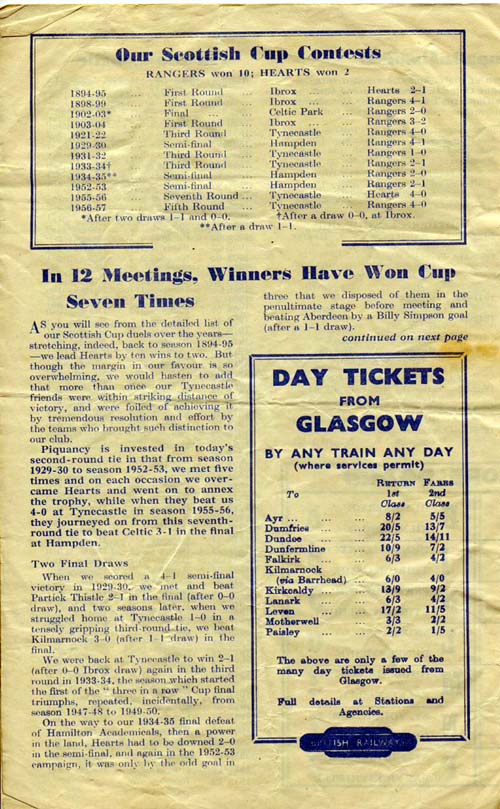 Our Scottish Cup Contests
RANGERS won 10; HEARTS won 2
1894-95 ... First Round ... Ibrox ... Hearts 2-1
1898-99 ... First Round ... Ibrox ... Rangers 4-1
1902-03* ... Final ... Celtic Park ... Rangers 2-0
1903-04 ... First Round ... Ibrox ... Rangers 3-2
1921-22 ... Third Round ... Tynecastle ... Rangers 4-0
1929-30 ... Semi-final ... Hampden ... Rangers 4-1
1931-32 ... Third Round ... Tynecastle ... Rangers 1-0
1933-34† ... Third Round ... Tynecastle ... Rangers 2-1
1934-35** ... Semi-final ... Hampden ... Rangers 2-0
1952-53 ... Semi-final ... Hampden ... Rangers 2-1
1955-56 ... Seventh Round ... Tynecastle ... Hearts 4-0
1956-57 ... Fifth Round ... Tynecastle ... Rangers 4-0
*After two draws 1-1 and 0-0. †After a draw 0-0, at Ibrox.
**After a draw 1-1.
In 12 Meetings, Winners Have Won Cup
Seven Times
AS you will see from the detailed list of
our Scottish Cup duels over the years—
stretching, indeed, back to season 1894-95
—we lead Hearts by ten wins to two. But
though the margin in our favour is so
overwhelming, we would hasten to add
that more than once our Tynecastle
friends were within striking distance of
victory, and were foiled of achieving it
by tremendous resolution and effort by
the teams who brought such distinction to
our club.
Piquancy is invested in today's
second-round tie in that from season
1929-30 to season 1952-53, we met five
times and on each occasion we over-
came Hearts and went on to annex
the trophy, while when they beat us
4-0 at Tynecastle in season 1955-56,
they journeyed on from this seventh-
round tie to beat Celtic 3-1 in the final
at Hampden.
Two Final Draws
When we scored a 4-1 semi-final
victory in 1929-30, we met and beat
Partick Thistle 2-1 in the final (after 0-0
draw), and two seasons later, when we
struggled home at Tynecastle 1-0 in a
tensely gripping third-round tie, we beat
Kilmarnock 3-0 (after 1-1 draw) in the
final.
We were back at Tynecastle to win 2-1
(after 0-0 Ibrox draw) again in the third
round in 1933-34, the season which started
the first of the "three in a row" Cup final
triumphs, repeated, incidentally, from
season 1947-48 to 1949-50.
On the way to our 1934-35 final defeat
of Hamilton Academicals, then a power
in the land, Hearts had to be downed 2-0
in the semi-final, and again in the 1952-53
campaign, it was only by the odd goal in
three that we disposed of them in the
penultimate stage before meeting and
beating Aberdeen by a Billy Simpson goal
(after a 1-1 draw).
continued on next page
DAY TICKETS
FROM
GLASGOW
BY ANY TRAIN ANY DAY
(where services permit)
RETURN FARES
To 1st 2nd
Class Class
Ayr ... ... ... 8/2 5/5
Dumfries ... 20/5 13/7
Dundee ... ... 22/5 14/11
Dunfermline ... 10/9 7/2
Falkirk ... ... 6/3 4/2
Kilmarnock
(via Barrhead) ... 6/0 4/0
Kirkcaldy ... 13/9 9/2
Lanark ... ... 6/3 4/2
Leven ... ... 17/2 11/5
Motherwell ... 3/3 2/2
Paisley ... ... 2/2 1/5
The above are only a few of the
many day tickets issued from
Glasgow.
Full details at Stations and
Agencies.
BRITISH RAILWAYS